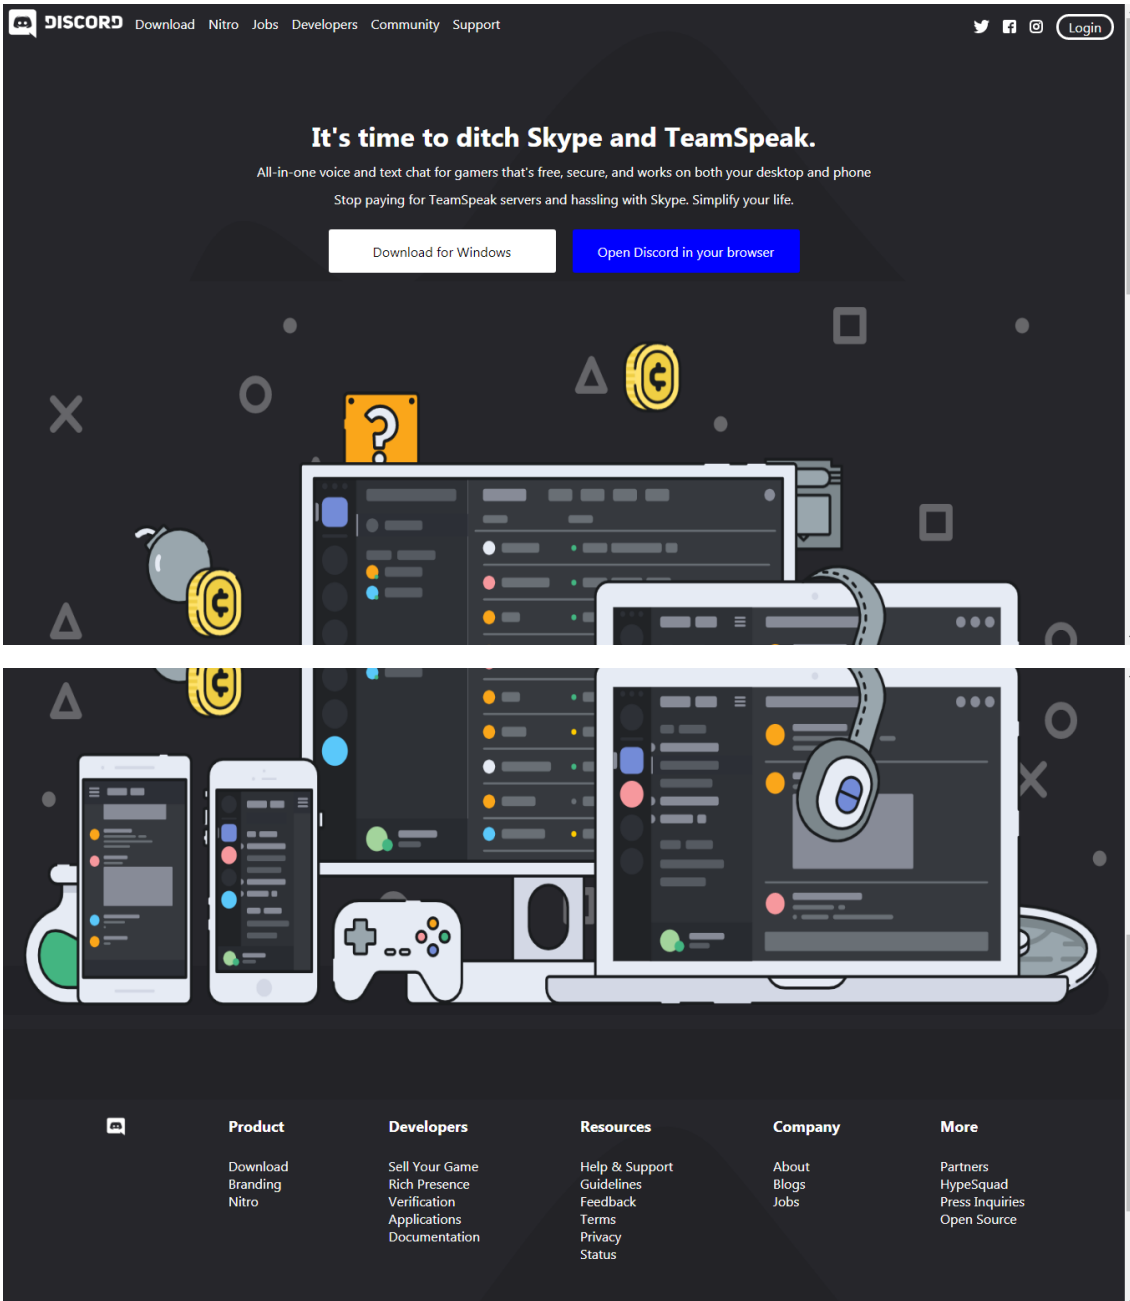 DISCORD Download Nitro Jobs Developers Community Support Login
It's time to ditch Skype and TeamSpeak.
All-in-one voice and text chat for gamers that's free, secure, and works on both your desktop and phone
Stop paying for TeamSpeak servers and hassling with Skype. Simplify your life.
Download for Windows
Open Discord in your browser
?
Product
Download
Branding
Nitro
Developers
Sell Your Game
Rich Presence
Verification
Applications
Documentation
Resources
Help & Support
Guidelines
Feedback
Terms
Privacy
Status
Company
About
Blogs
Jobs
More
Partners
HypeSquad
Press Inquiries
Open Source